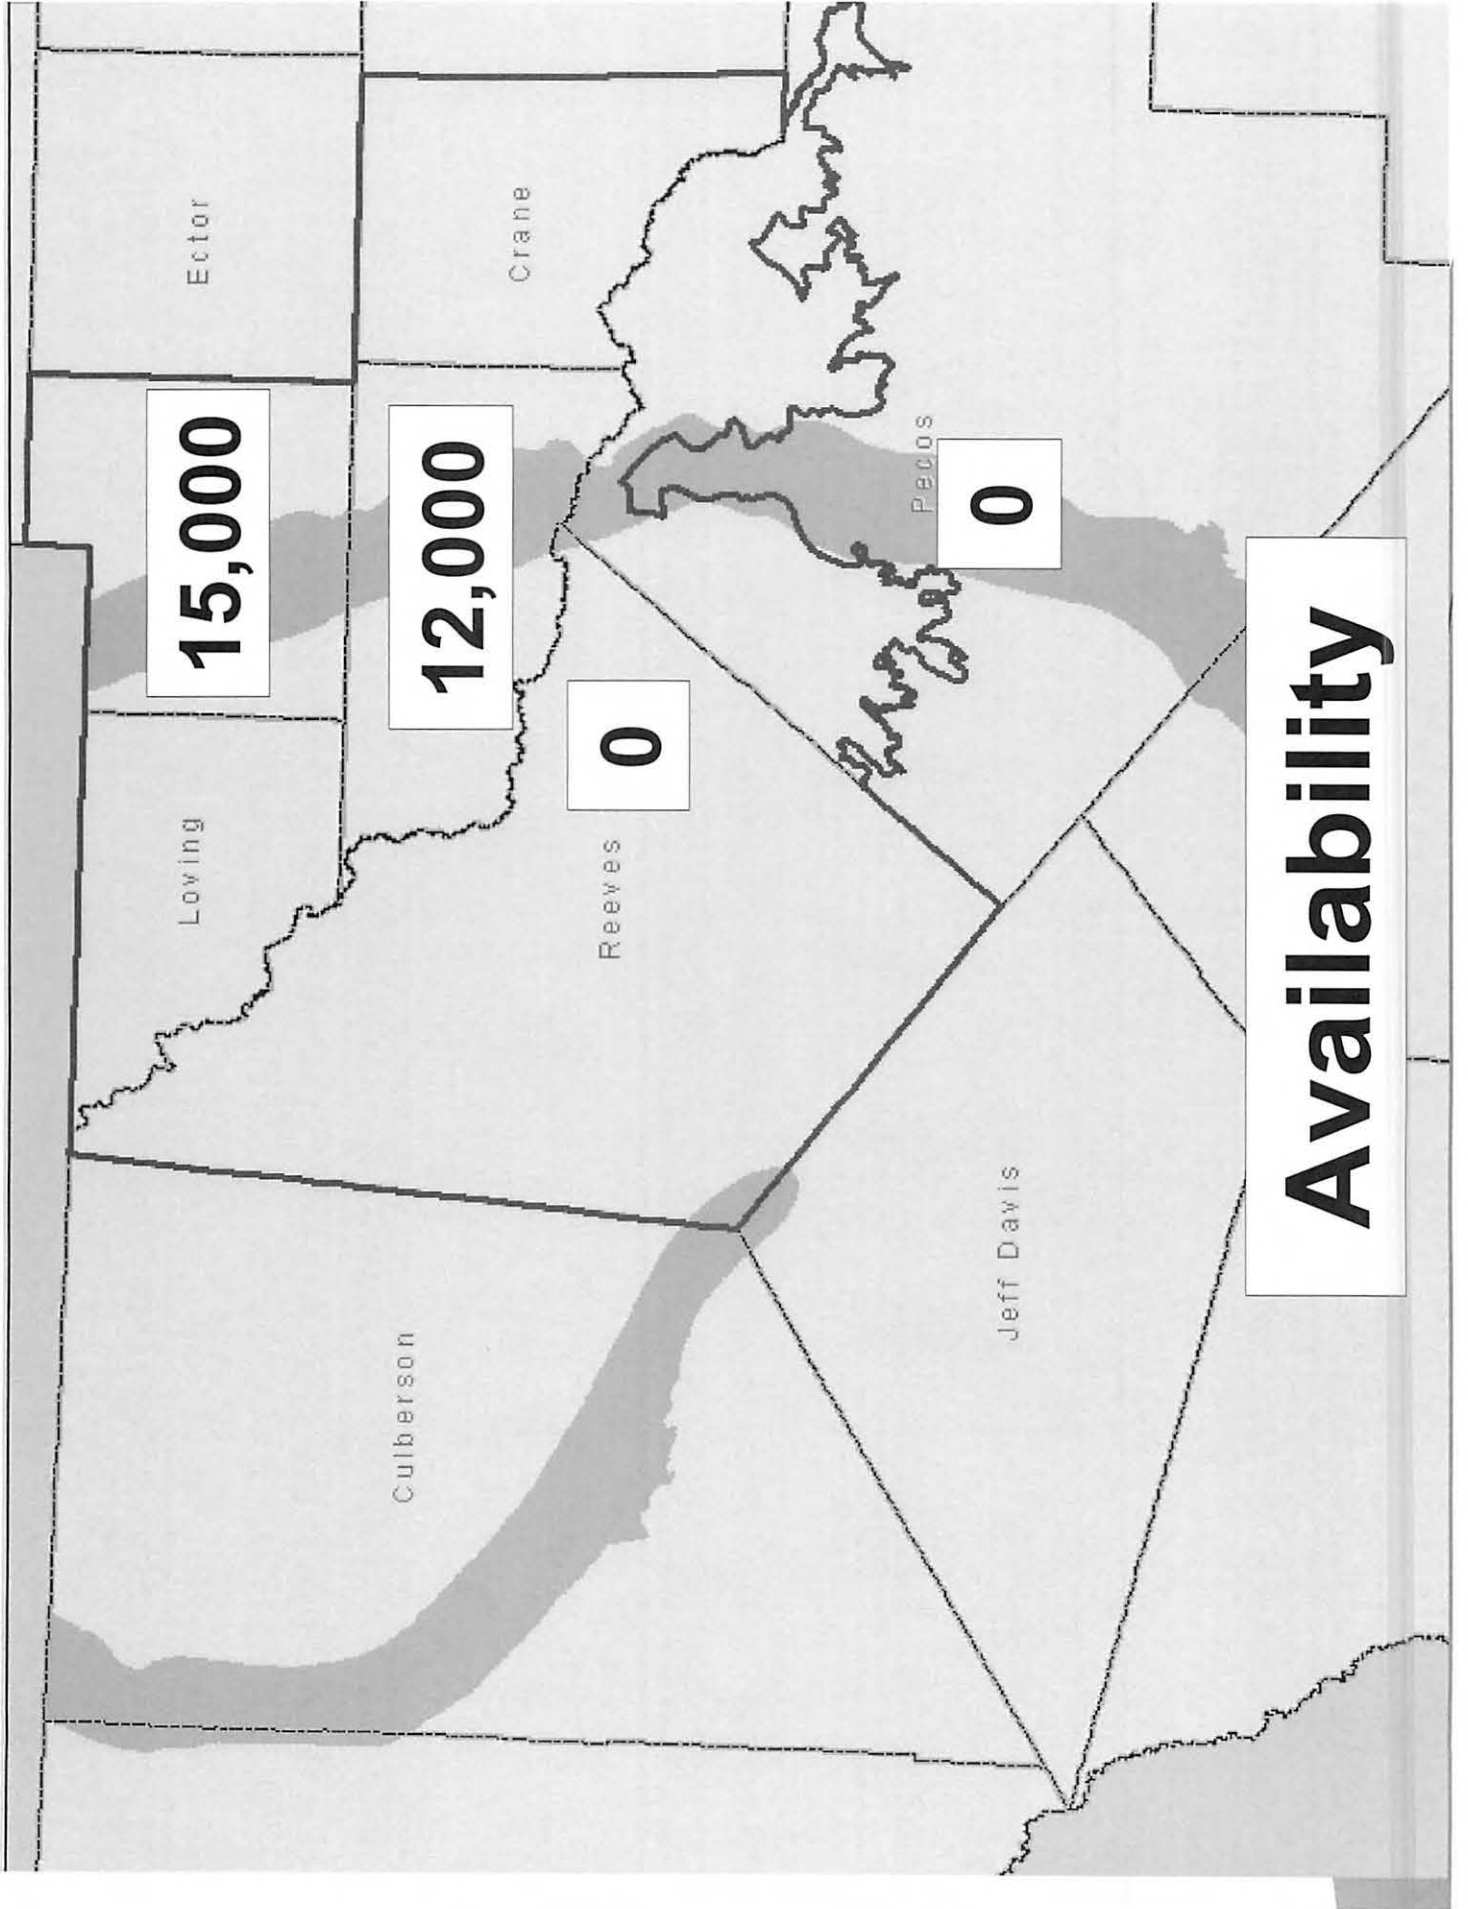 Ector
Crane
15,000
12,000
Pecos
0
0
Loving
Reeves
Culberson
Jeff Davis
Availability